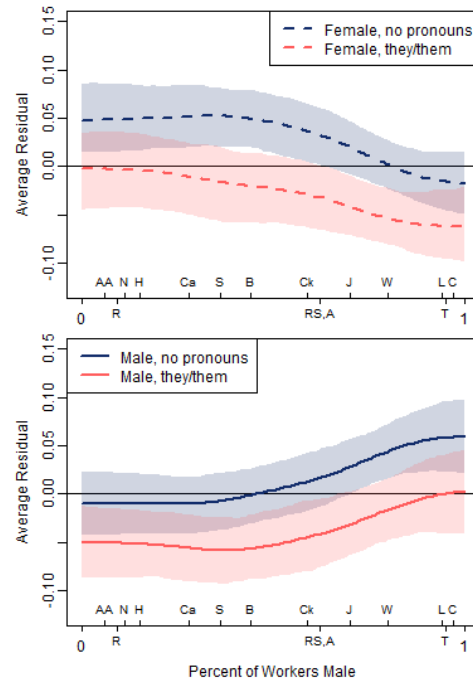 Female, no pronouns
Female, they/them
Average Residual
0.15
0.10
0.05
0.00
-0.10
AA N H Ca S B Ck J W L C
0 R RS,A T 1
Male, no pronouns
Male, they/them
Average Residual
0.15
0.05
0.00
-0.10
AA N H Ca S B Ck J W L C
0 R RS,A T 1
Percent of Workers Male